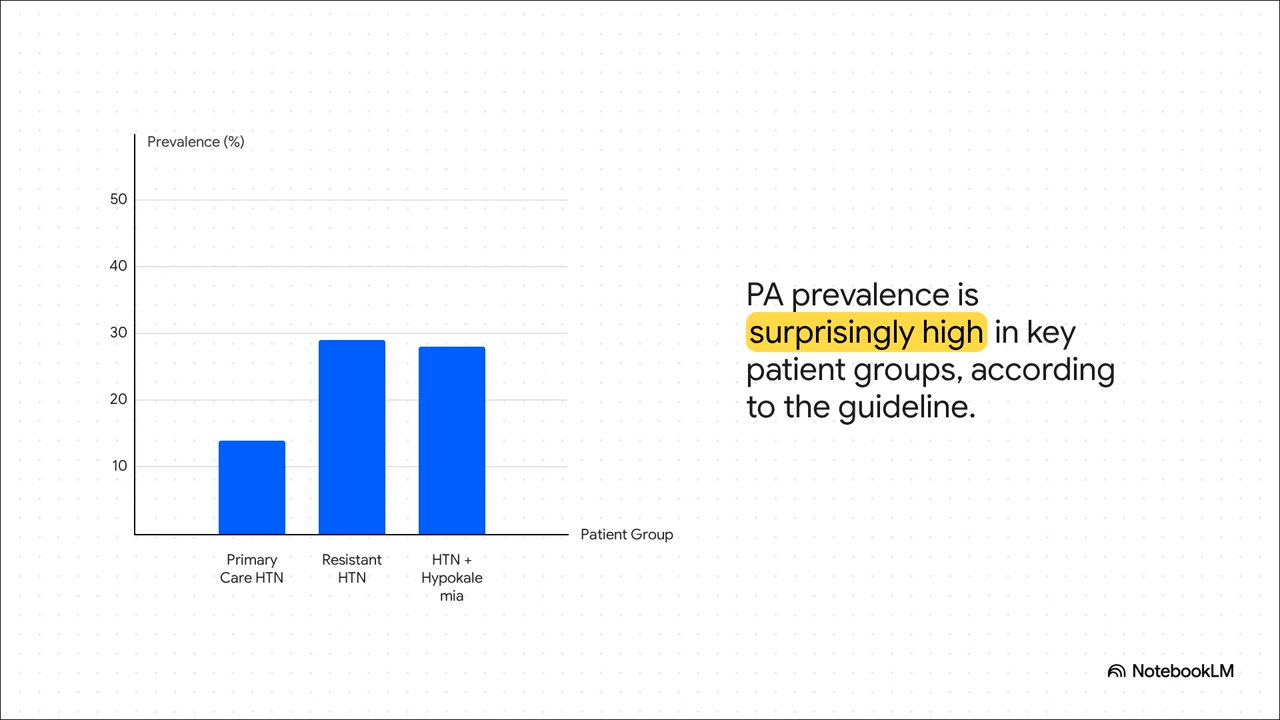 Prevalence (%)
50
40
30
20
10
Patient Group
Primary
Care HTN
Resistant
HTN
HTN +
Hypokale
mia
PA prevalence is
surprisingly high in key
patient groups, according
to the guideline.
NotebookLM